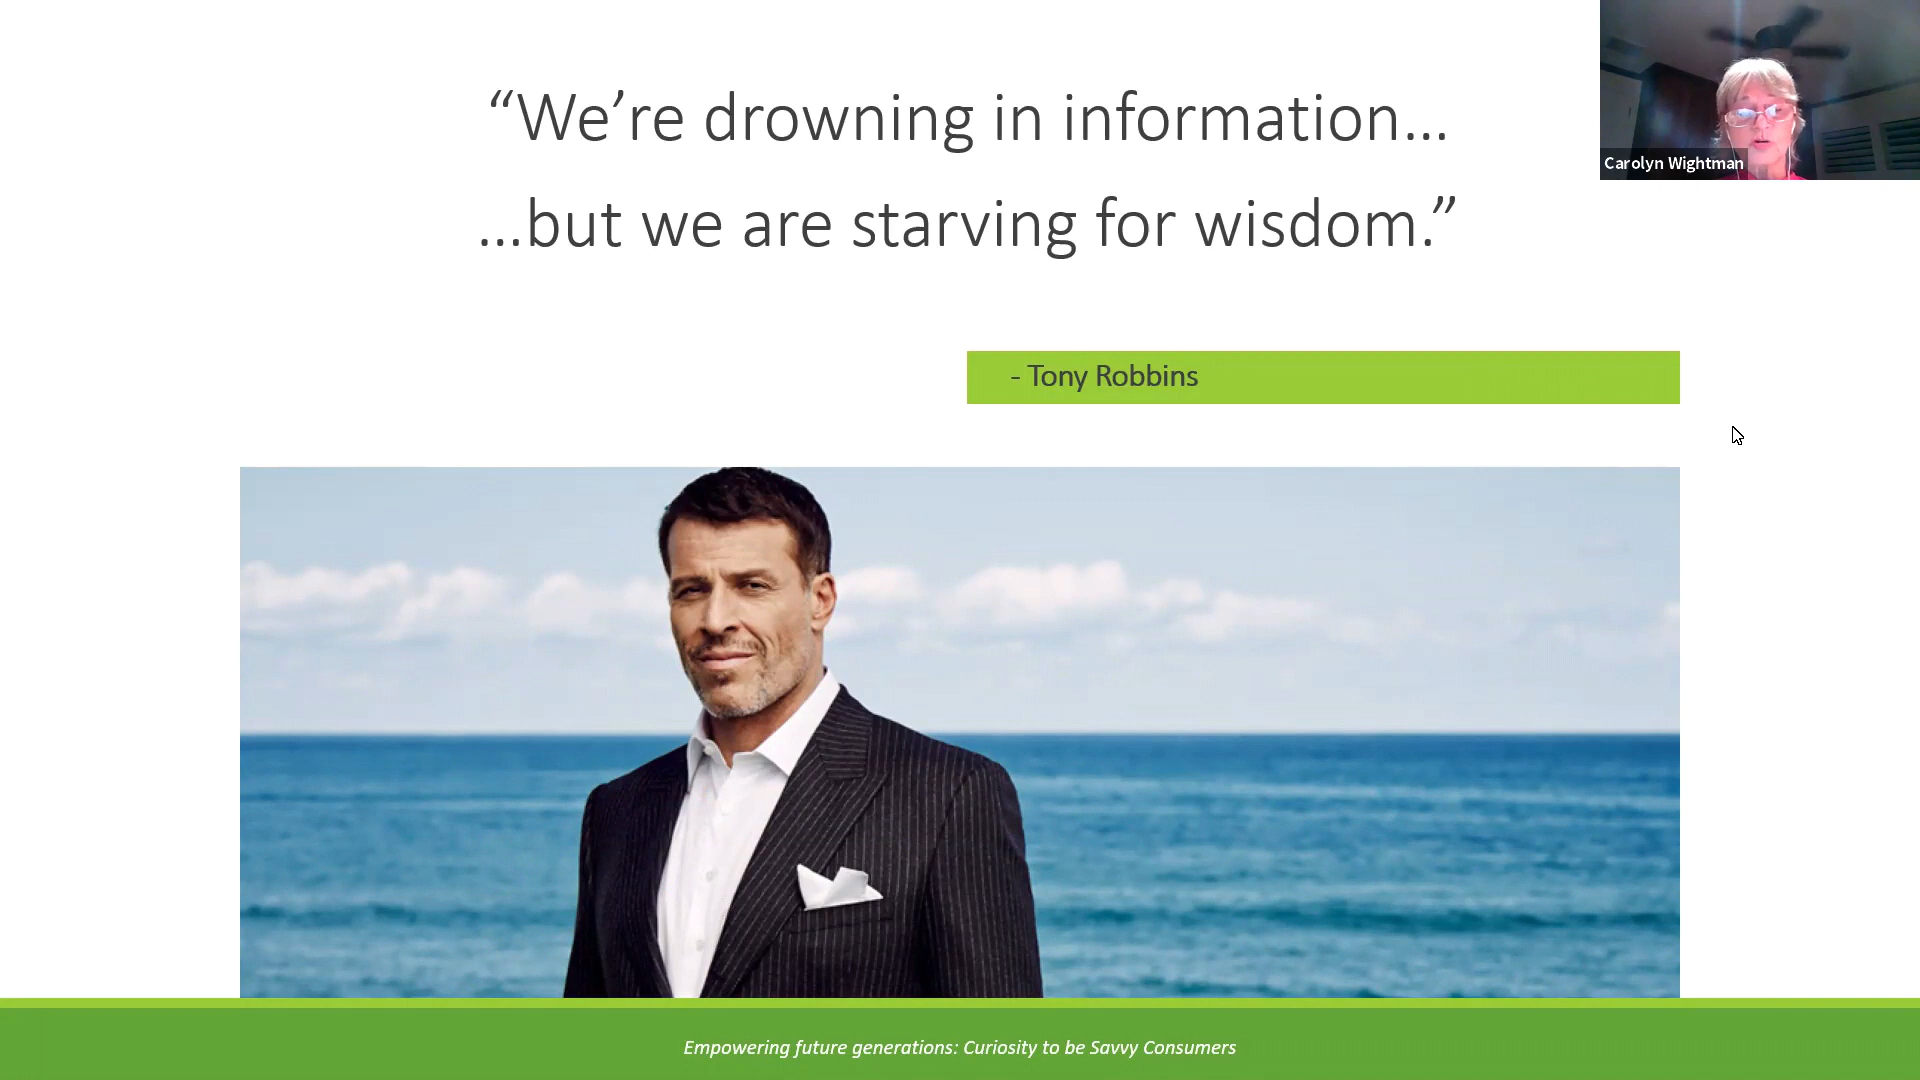 “We’re drowning in information...
...but we are starving for wisdom.”
Carolyn Wightman
- Tony Robbins
Empowering future generations: Curiosity to be Savvy Consumers